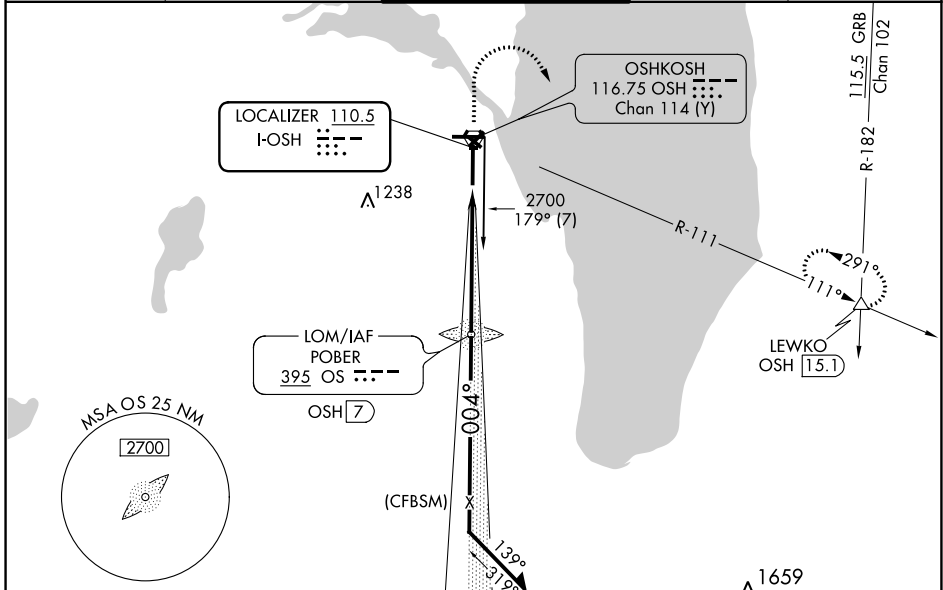 115.5 GRB
Chan 102
R-182
OSHKOSH
116.75 OSH
Chan 114 (Y)
LOCALIZER 110.5
I-OSH
1238
2700
179° (7)
R-111
291°
111°
LEWKO
OSH 15.1
LOM/IAF
POBER
395 OS
OSH 7
004°
MSA OS 25 NM
2700
(CFBSM)
X
139°
319°
1659